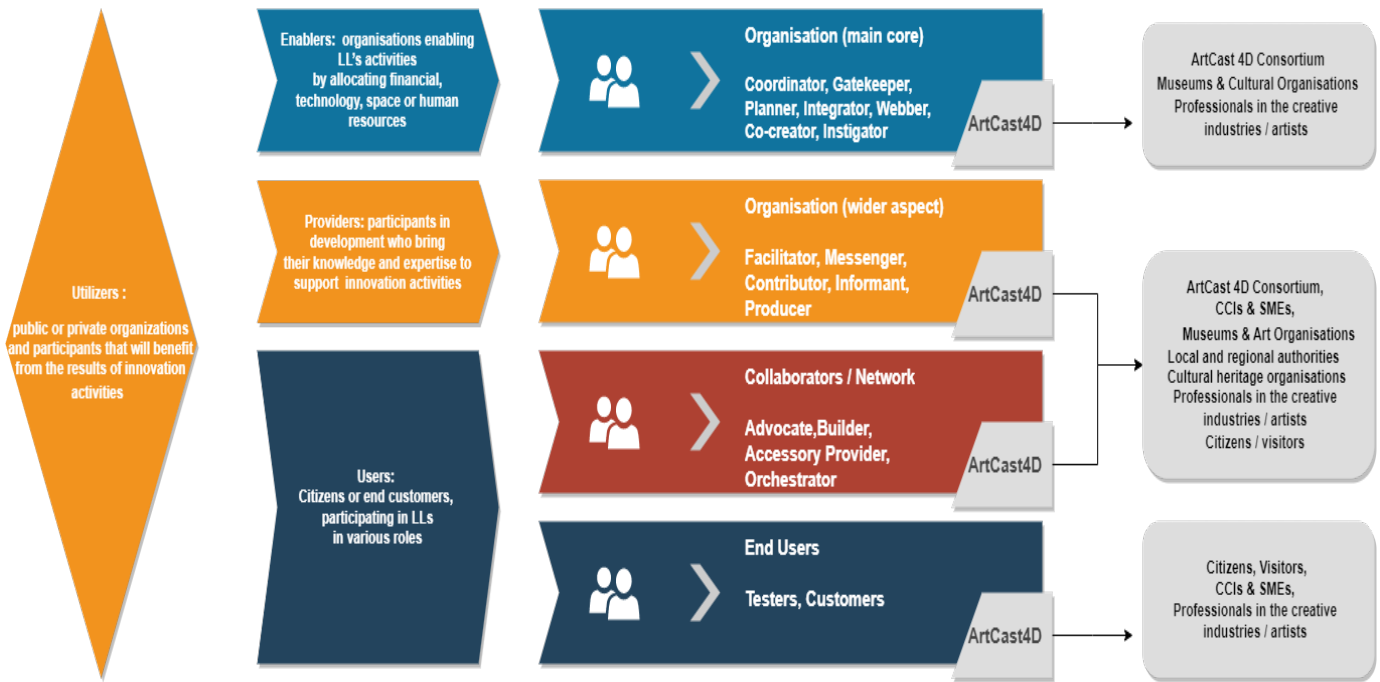 Utilizers :
public or private organizations
and participants that will benefit
from the results of innovation
activities
Enablers: organisations enabling
LL's activities
by allocating financial,
technology, space or human
resources
Organisation (main core)
Coordinator, Gatekeeper,
Planner, Integrator, Webber,
Co-creator, Instigator
ArtCast4D
ArtCast 4D Consortium
Museums & Cultural Organisations
Professionals in the creative
industries / artists
Providers: participants in
development who bring
their knowledge and expertise to
support innovation activities
Organisation (wider aspect)
Facilitator, Messenger,
Contributor, Informant,
Producer
ArtCast4D
Users:
Citizens or end customers,
participating in LLs
in various roles
Collaborators / Network
Advocate,Builder,
Accessory Provider,
Orchestrator
ArtCast4D
ArtCast 4D Consortium,
CCIs & SMEs,
Museums & Art Organisations
Local and regional authorities
Cultural heritage organisations
Professionals in the creative
industries / artists
Citizens / visitors
End Users
Testers, Customers
ArtCast4D
Citizens, Visitors,
CCIs & SMEs,
Professionals in the creative
industries / artists